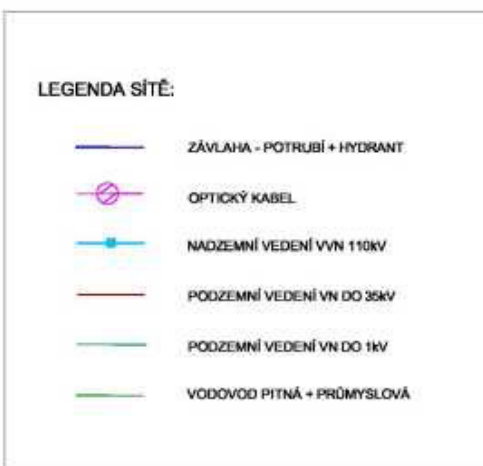 LEGENDA SÍTĚ:
ZÁVLAHA - POTRUBÍ + HYDRANT
OPTICKÝ KABEL
NADZEMNÍ VEDENÍ VVN 110kV
PODZEMNÍ VEDENÍ VN DO 35kV
PODZEMNÍ VEDENÍ VN DO 1kV
VODOVOD PITNÁ + PRŮMYSLOVÁ